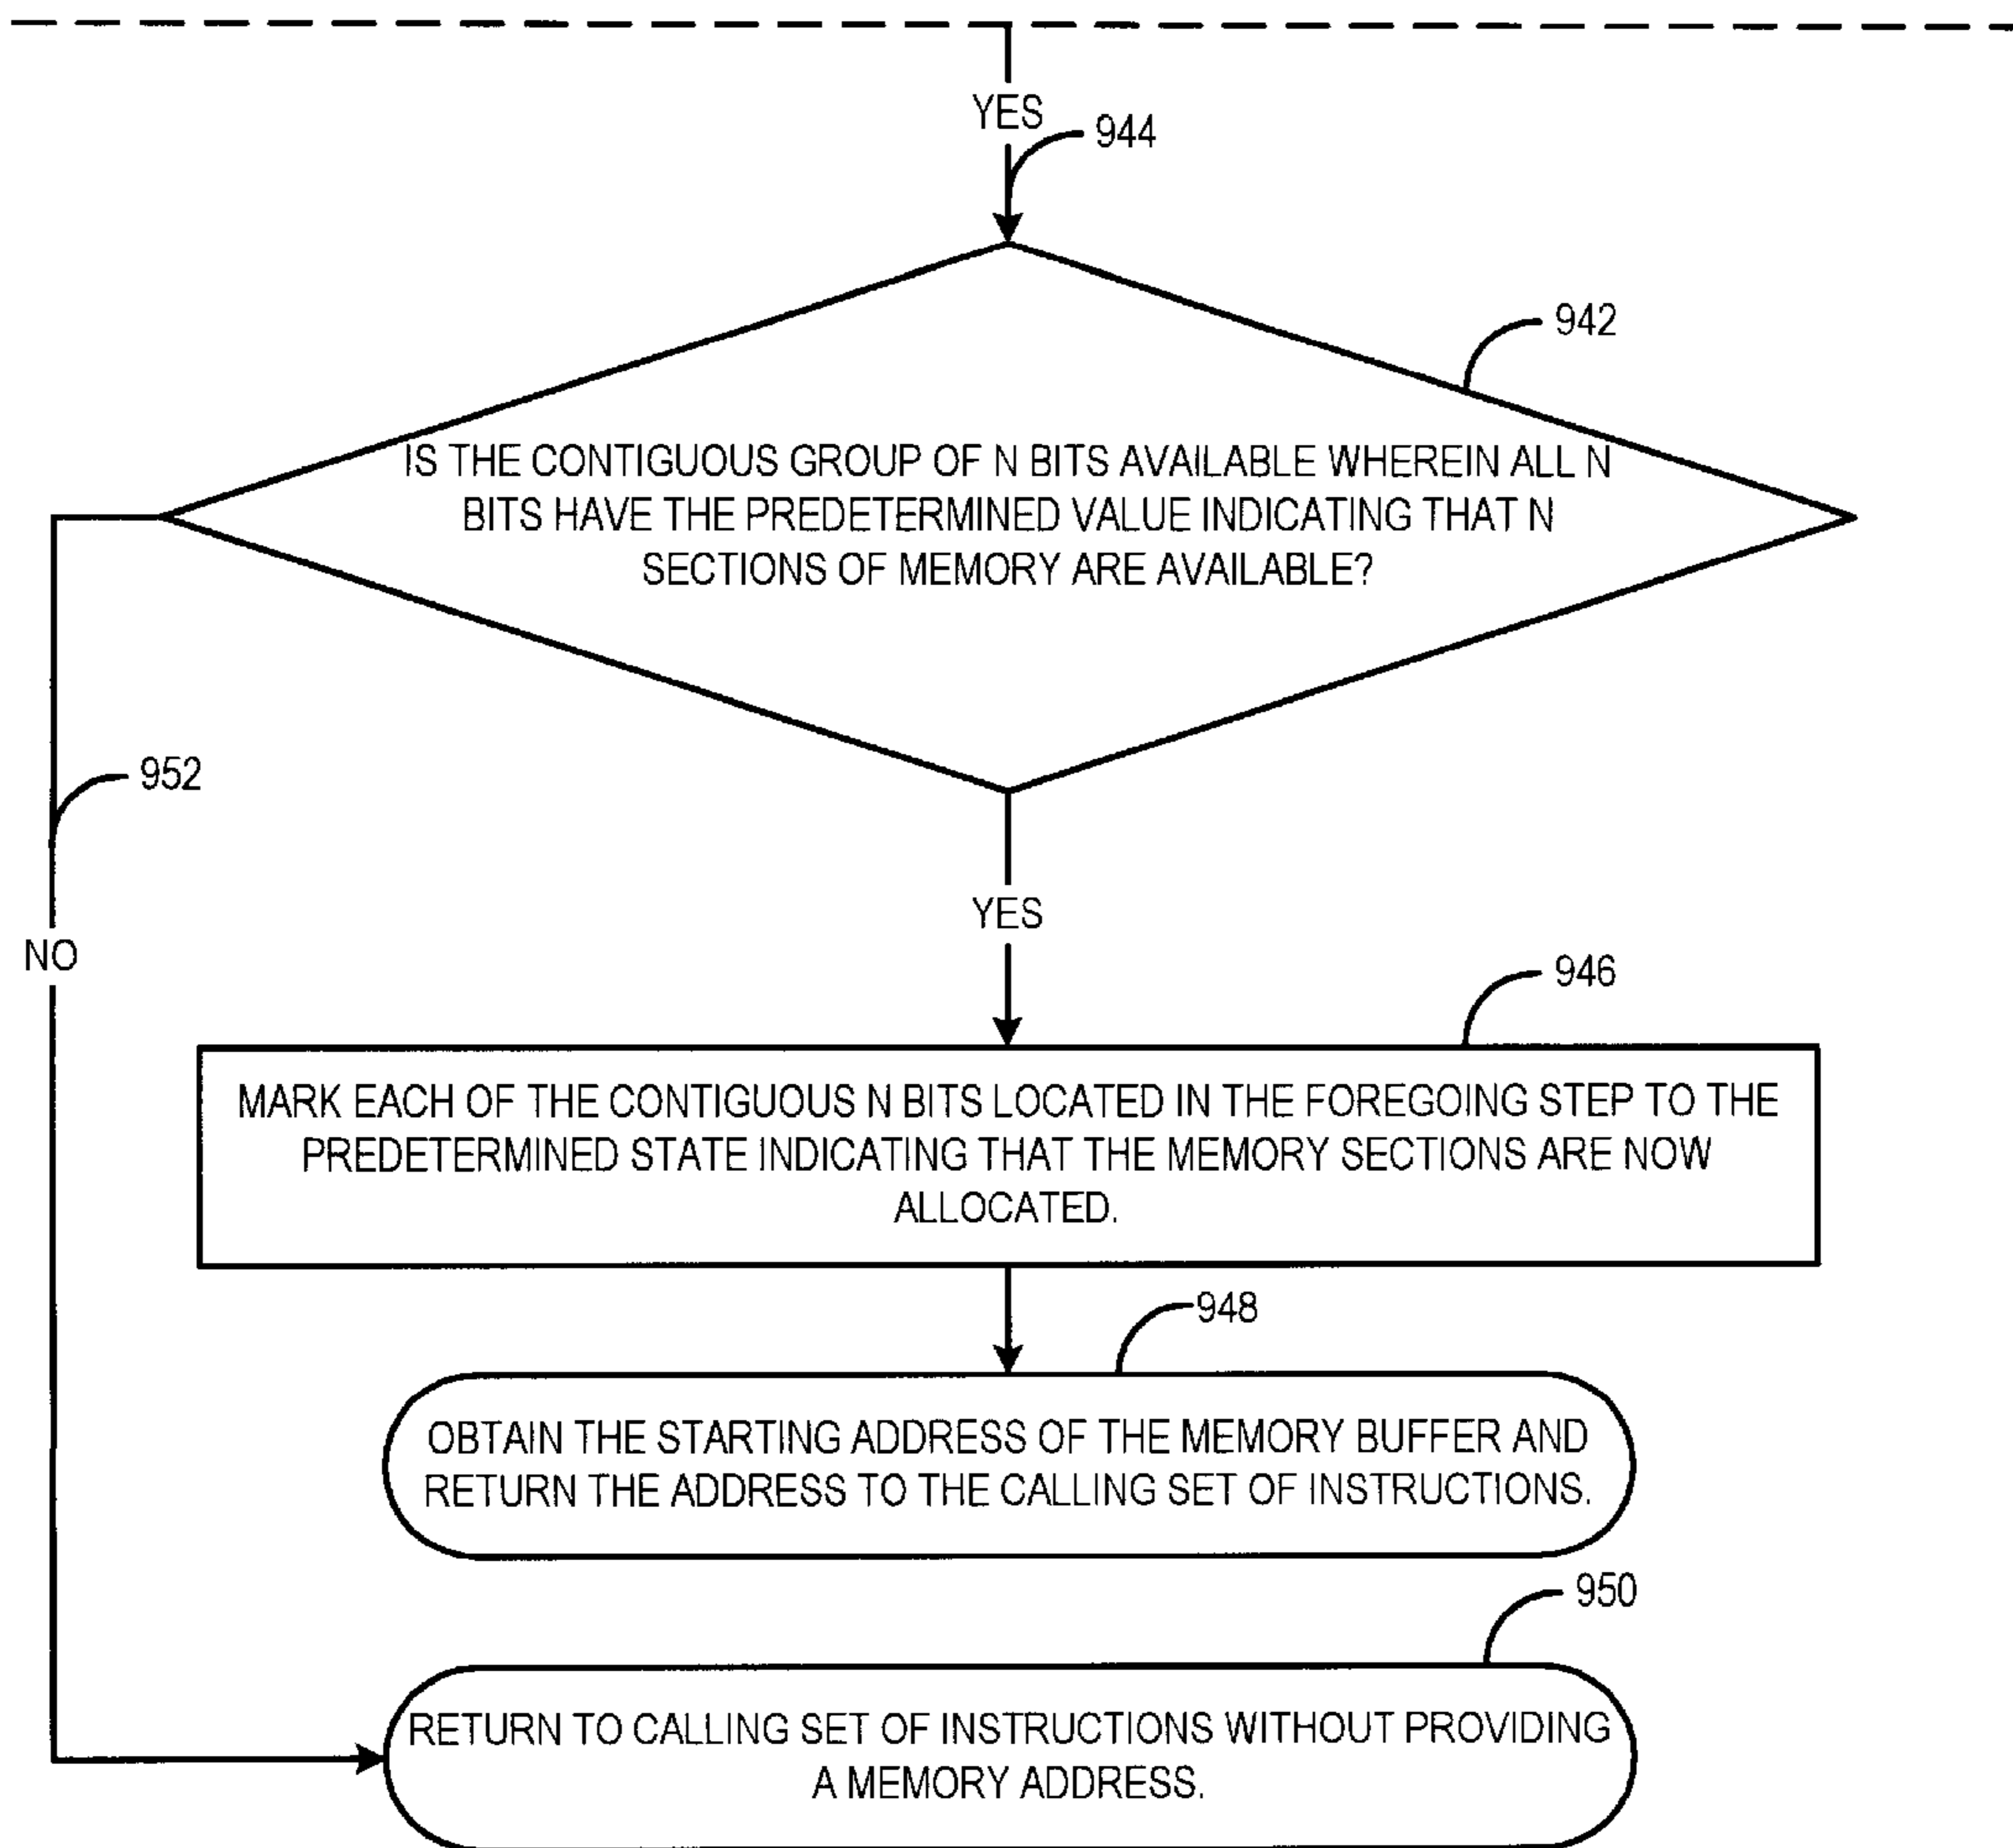 YES
944
942
IS THE CONTIGUOUS GROUP OF N BITS AVAILABLE WHEREIN ALL N
BITS HAVE THE PREDETERMINED VALUE INDICATING THAT N
SECTIONS OF MEMORY ARE AVAILABLE?
952
YES
NO
946
MARK EACH OF THE CONTIGUOUS N BITS LOCATED IN THE FOREGOING STEP TO THE
PREDETERMINED STATE INDICATING THAT THE MEMORY SECTIONS ARE NOW
ALLOCATED.
948
OBTAIN THE STARTING ADDRESS OF THE MEMORY BUFFER AND
RETURN THE ADDRESS TO THE CALLING SET OF INSTRUCTIONS.
950
RETURN TO CALLING SET OF INSTRUCTIONS WITHOUT PROVIDING
A MEMORY ADDRESS.